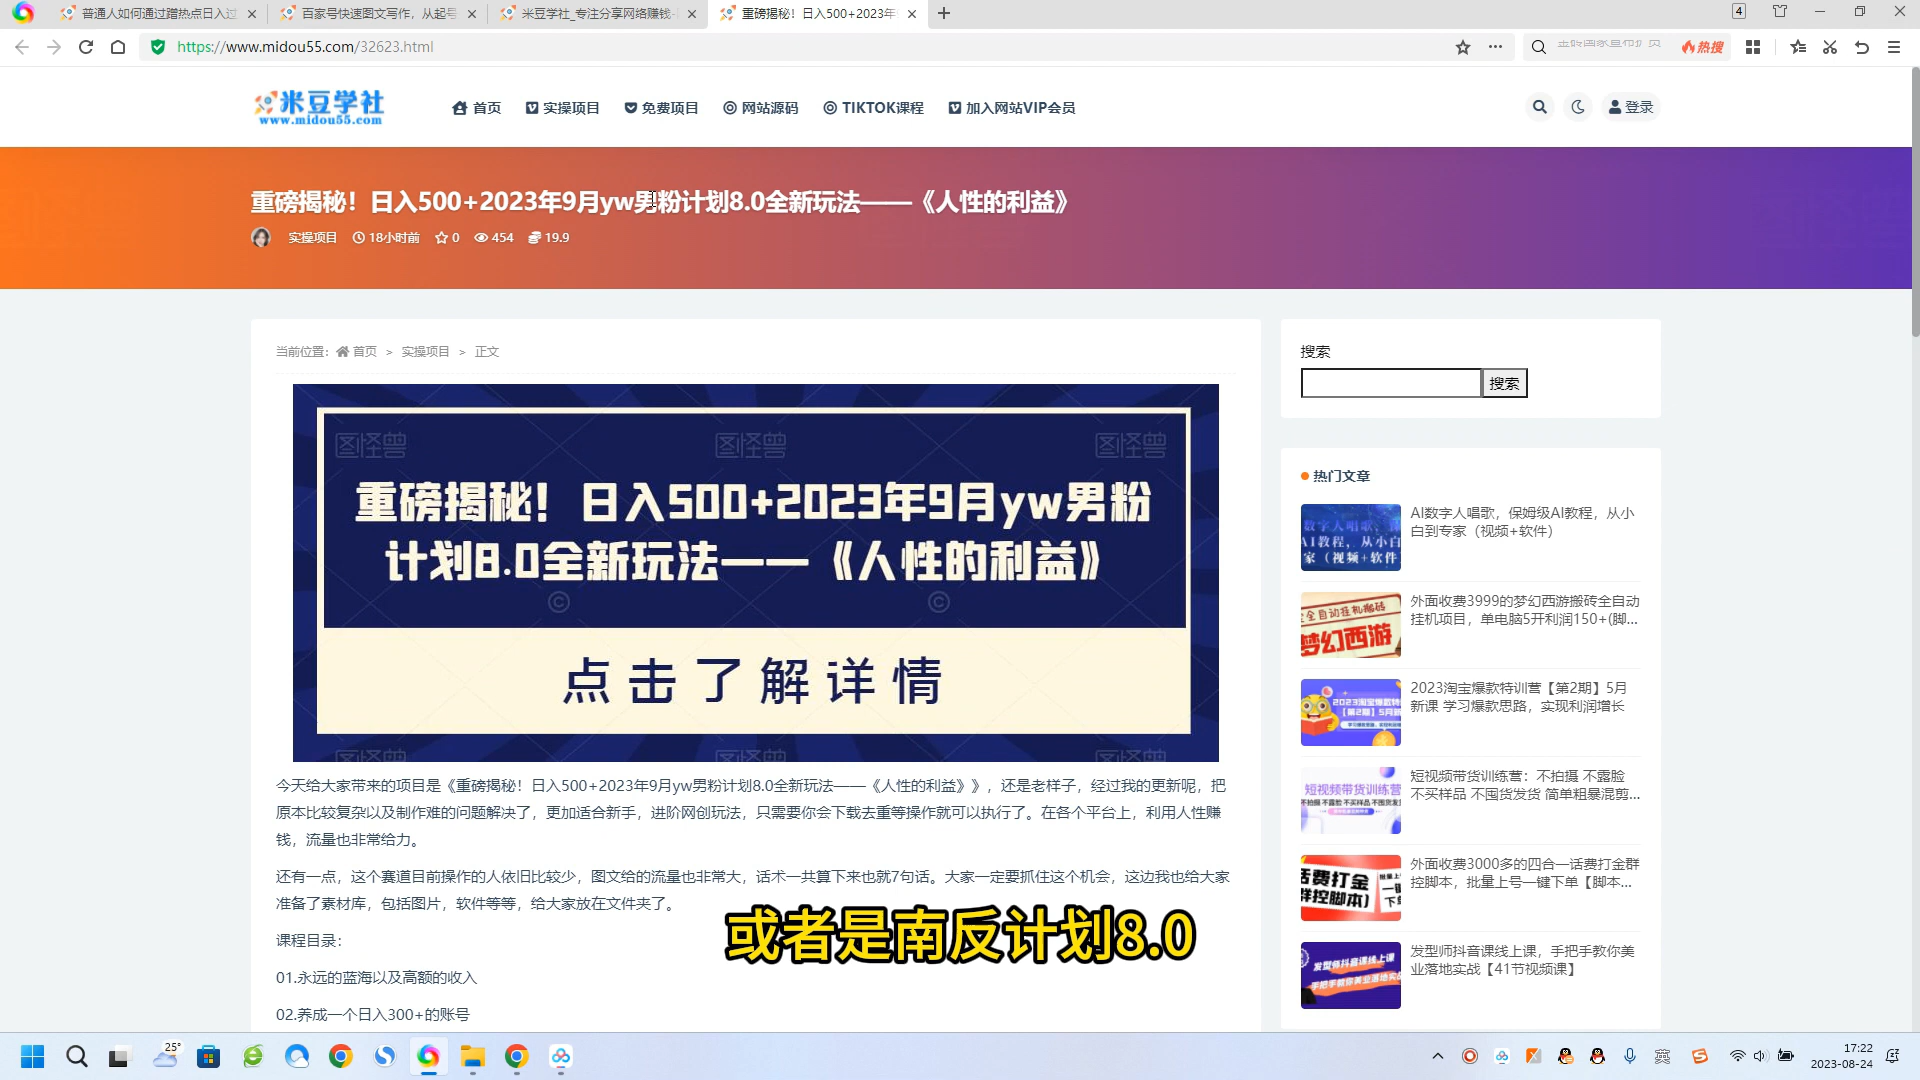 普通人如何通过蹭热点日入过
百家号快速图文写作，从起号
米豆学社_专注分享网络赚钱-
重磅揭秘！日入500+2023年
4
https://www.midou55.com/32623.html
热搜
米豆学社
www.midou55.com
首页
实操项目
免费项目
网站源码
TIKTOK课程
加入网站VIP会员
登录
重磅揭秘！日入500+2023年9月yw男粉计划8.0全新玩法——《人性的利益》
实操项目 18小时前 0 454 19.9
当前位置： 首页 > 实操项目 > 正文
图怪兽 图怪兽 图怪兽
重磅揭秘！日入500+2023年9月yw男粉
计划8.0全新玩法——《人性的利益》
点击了解详情
今天给大家带来的项目是《重磅揭秘！日入500+2023年9月yw男粉计划8.0全新玩法——《人性的利益》》，还是老样子，经过我的更新呢，把
原本比较复杂以及制作难的问题解决了，更加适合新手，进阶网创玩法，只需要你会下载去重等操作就可以执行了。在各个平台上，利用人性赚
钱，流量也非常给力。
还有一点，这个赛道目前操作的人依旧比较少，图文给的流量也非常大，话术一共算下来也就7句话。大家一定要抓住这个机会，这边我也给大家
准备了素材库，包括图片，软件等等，给大家放在文件夹了。
课程目录：
01.永远的蓝海以及高额的收入
02.养成一个日入300+的账号
或者是南反计划8.0
搜索
搜索
热门文章
AI数字人唱歌，保姆级AI教程，从小
白到专家（视频+软件）
外面收费3999的梦幻西游搬砖全自动
挂机项目，单电脑5开利润150+(脚...
2023淘宝爆款特训营【第2期】5月
新课 学习爆款思路，实现利润增长
短视频带货训练营：不拍摄 不露脸
不买样品 不囤货发货 简单粗暴混剪...
外面收费3000多的四合一话费打金群
控脚本，批量上号一键下单【脚本...
发型师抖音课线上课，手把手教你美
业落地实战【41节视频课】
25°
英
17:22
2023-08-24